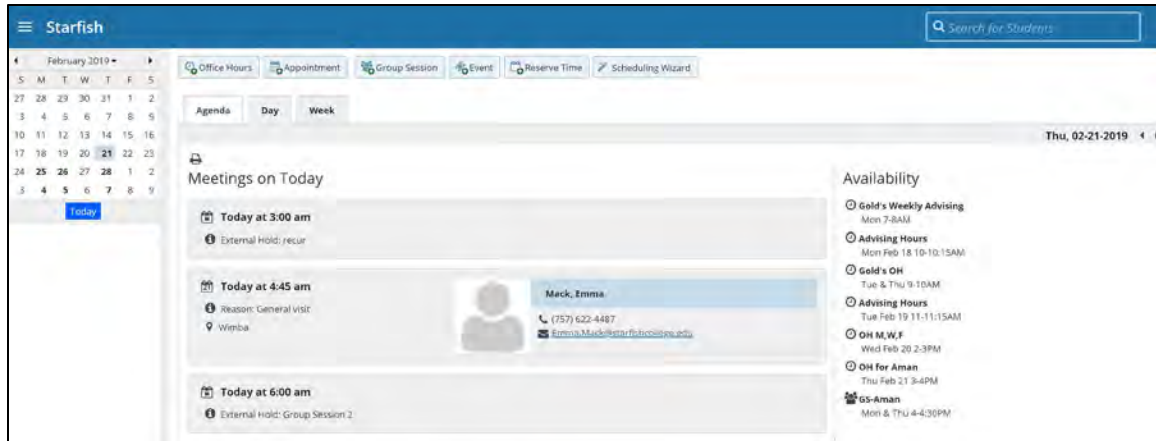 Starfish
Search for Students
February 2019
S M T W T F S
27 28 29 30 31 1 2
3 4 5 6 7 8 9
10 11 12 13 14 15 16
17 18 19 20 21 22 23
24 25 26 27 28 1 2
3 4 5 6 7 8 9
Today
Office Hours Appointment Group Session Event Reserve Time Scheduling Wizard
Agenda Day Week
Thu, 02-21-2019
Meetings on Today
Today at 3:00 am
External Hold: recur
Today at 4:45 am
Reason: General visit
Wimba
Mack, Emma
(757) 622-4487
Emma.Mack@starfishcollege.edu
Today at 6:00 am
External Hold: Group Session 2
Availability
Gold's Weekly Advising
Mon 7-8AM
Advising Hours
Mon Feb 18 10-10:15AM
Gold's OH
Tue & Thu 9-10AM
Advising Hours
Tue Feb 19 11-11:15AM
OH M,W,F
Wed Feb 20 2-3PM
OH for Aman
Thu Feb 21 3-4PM
GS-Aman
Mon & Thu 4-4:30PM